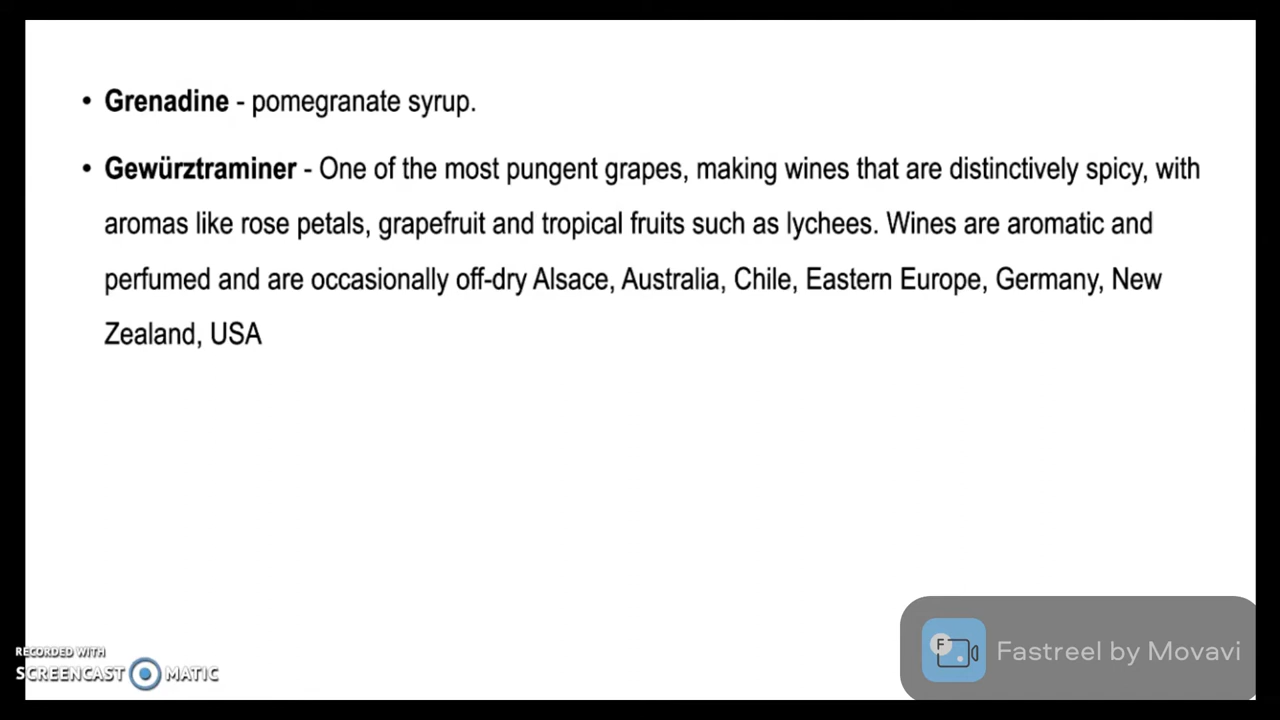 • Grenadine - pomegranate syrup.
• Gewürztraminer - One of the most pungent grapes, making wines that are distinctively spicy, with
aromas like rose petals, grapefruit and tropical fruits such as lychees. Wines are aromatic and
perfumed and are occasionally off-dry Alsace, Australia, Chile, Eastern Europe, Germany, New
Zealand, USA
RECORDED WITH
SCREENCAST MATIC
F
Fastreel by Movavi